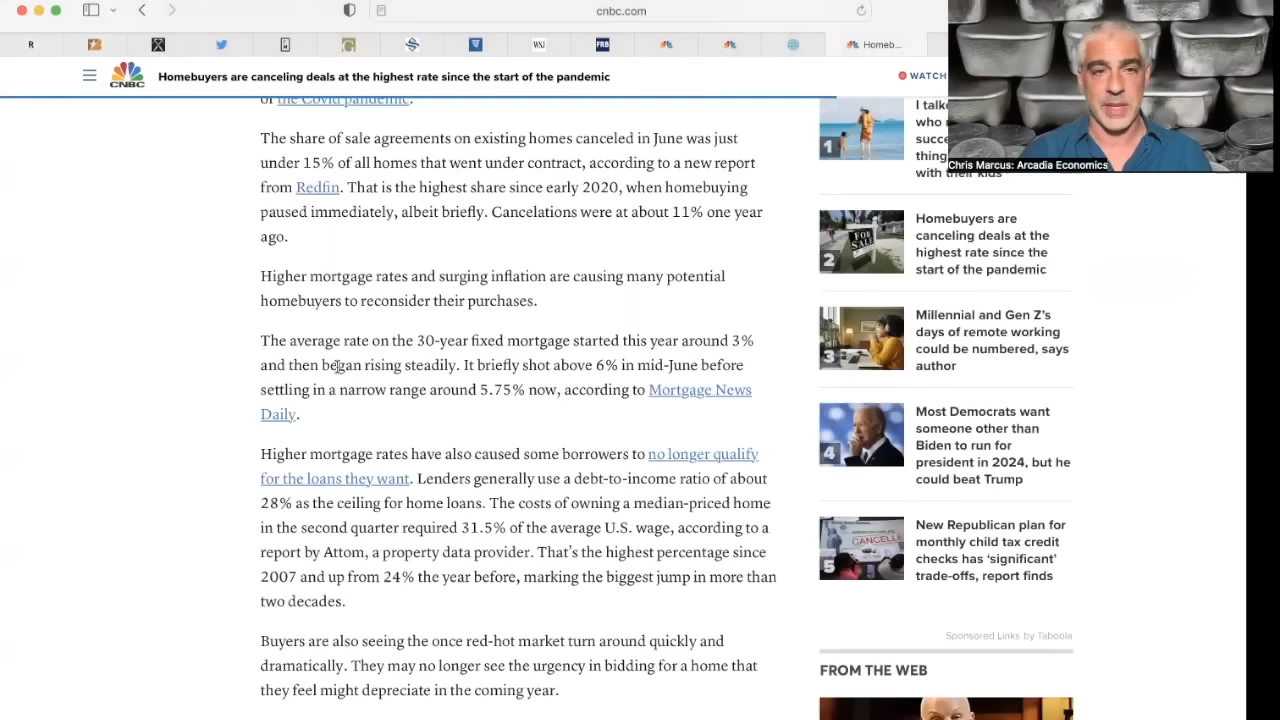 cnbc.com
R
WSJ
FRB
Homeb...
CNBC
Homebuyers are canceling deals at the highest rate since the start of the pandemic
WATCH
Chris Marcus: Arcadia Economics
of the Covid pandemic.
The share of sale agreements on existing homes canceled in June was just
under 15% of all homes that went under contract, according to a new report
from Redfin. That is the highest share since early 2020, when homebuying
paused immediately, albeit briefly. Cancelations were at about 11% one year
ago.
Higher mortgage rates and surging inflation are causing many potential
homebuyers to reconsider their purchases.
The average rate on the 30-year fixed mortgage started this year around 3%
and then began rising steadily. It briefly shot above 6% in mid-June before
settling in a narrow range around 5.75% now, according to Mortgage News
Daily.
Higher mortgage rates have also caused some borrowers to no longer qualify
for the loans they want. Lenders generally use a debt-to-income ratio of about
28% as the ceiling for home loans. The costs of owning a median-priced home
in the second quarter required 31.5% of the average U.S. wage, according to a
report by Attom, a property data provider. That's the highest percentage since
2007 and up from 24% the year before, marking the biggest jump in more than
two decades.
Buyers are also seeing the once red-hot market turn around quickly and
dramatically. They may no longer see the urgency in bidding for a home that
they feel might depreciate in the coming year.
1
I talk
who
succe
thing
with their kids
2
FOR
SALE
Homebuyers are
canceling deals at the
highest rate since the
start of the pandemic
3
Millennial and Gen Z's
days of remote working
could be numbered, says
author
4
Most Democrats want
someone other than
Biden to run for
president in 2024, but he
could beat Trump
5
CANCELLE
New Republican plan for
monthly child tax credit
checks has 'significant'
trade-offs, report finds
Sponsored Links by Taboola
FROM THE WEB